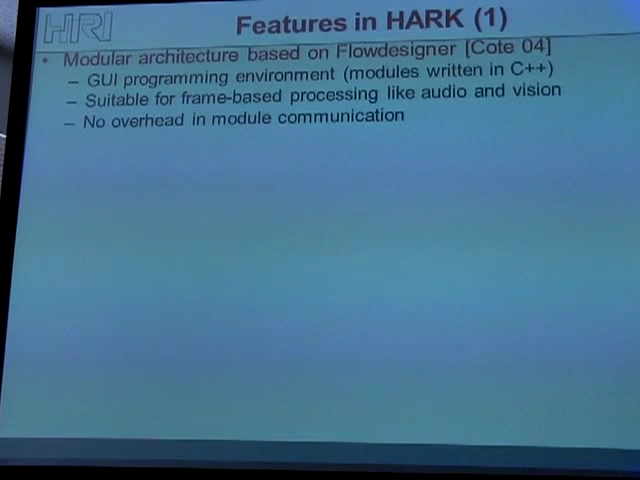 HRI
Features in HARK (1)
• Modular architecture based on Flowdesigner [Cote 04]
– GUI programming environment (modules written in C++)
– Suitable for frame-based processing like audio and vision
– No overhead in module communication